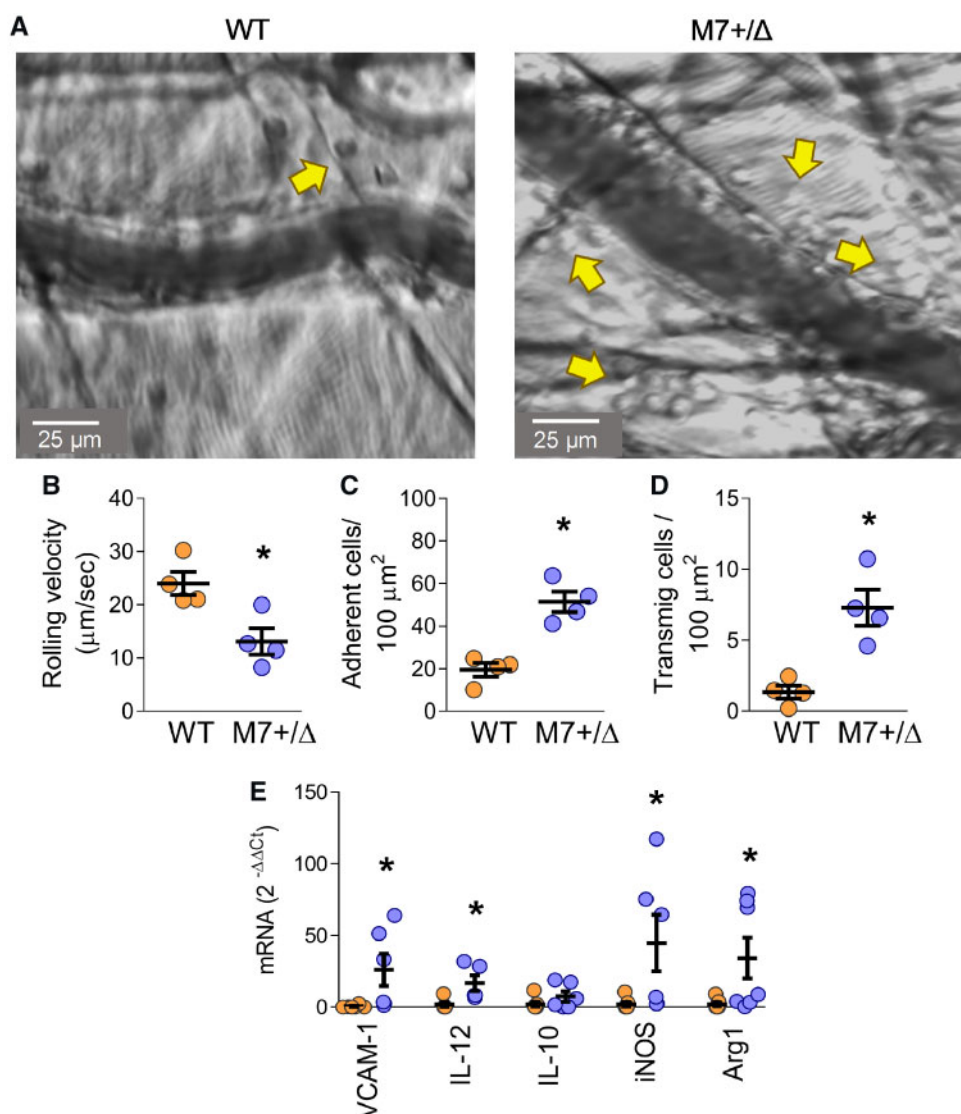 A
WT
M7+/Δ
25 μm
25 μm
B
Rolling velocity
(μm/sec)
40
30
20
10
0
*
WT
M7+/Δ
C
Adherent cells/
100 μm²
100
80
60
40
20
0
*
WT
M7+/Δ
D
Transmig cells /
100 μm²
15
10
5
0
*
WT
M7+/Δ
E
mRNA (2 -ΔΔCt)
150
100
50
0
*
*
*
*
VCAM-1
IL-12
IL-10
iNOS
Arg1